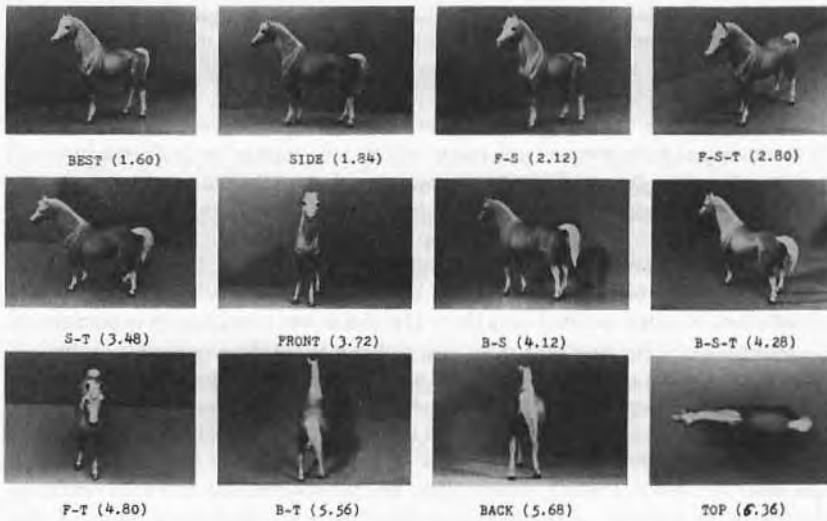 BEST (1.60) SIDE (1.84) F-S (2.12) F-S-T (2.80)
S-T (3.48) FRONT (3.72) B-S (4.12) B-S-T (4.28)
F-T (4.80) B-T (5.56) BACK (5.68) TOP (6.36)